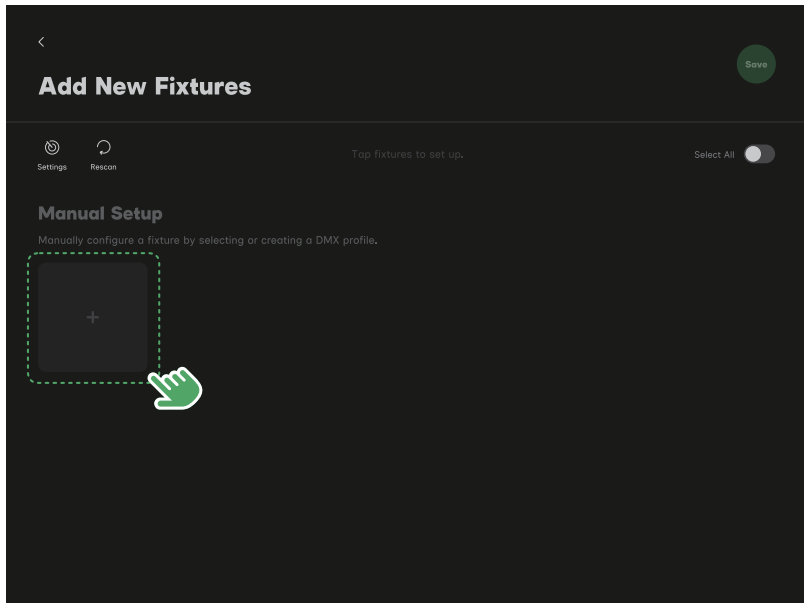 Save
Add New Fixtures
Settings
Rescan
Tap fixtures to set up.
Select All
Manual Setup
Manually configure a fixture by selecting or creating a DMX profile.
+